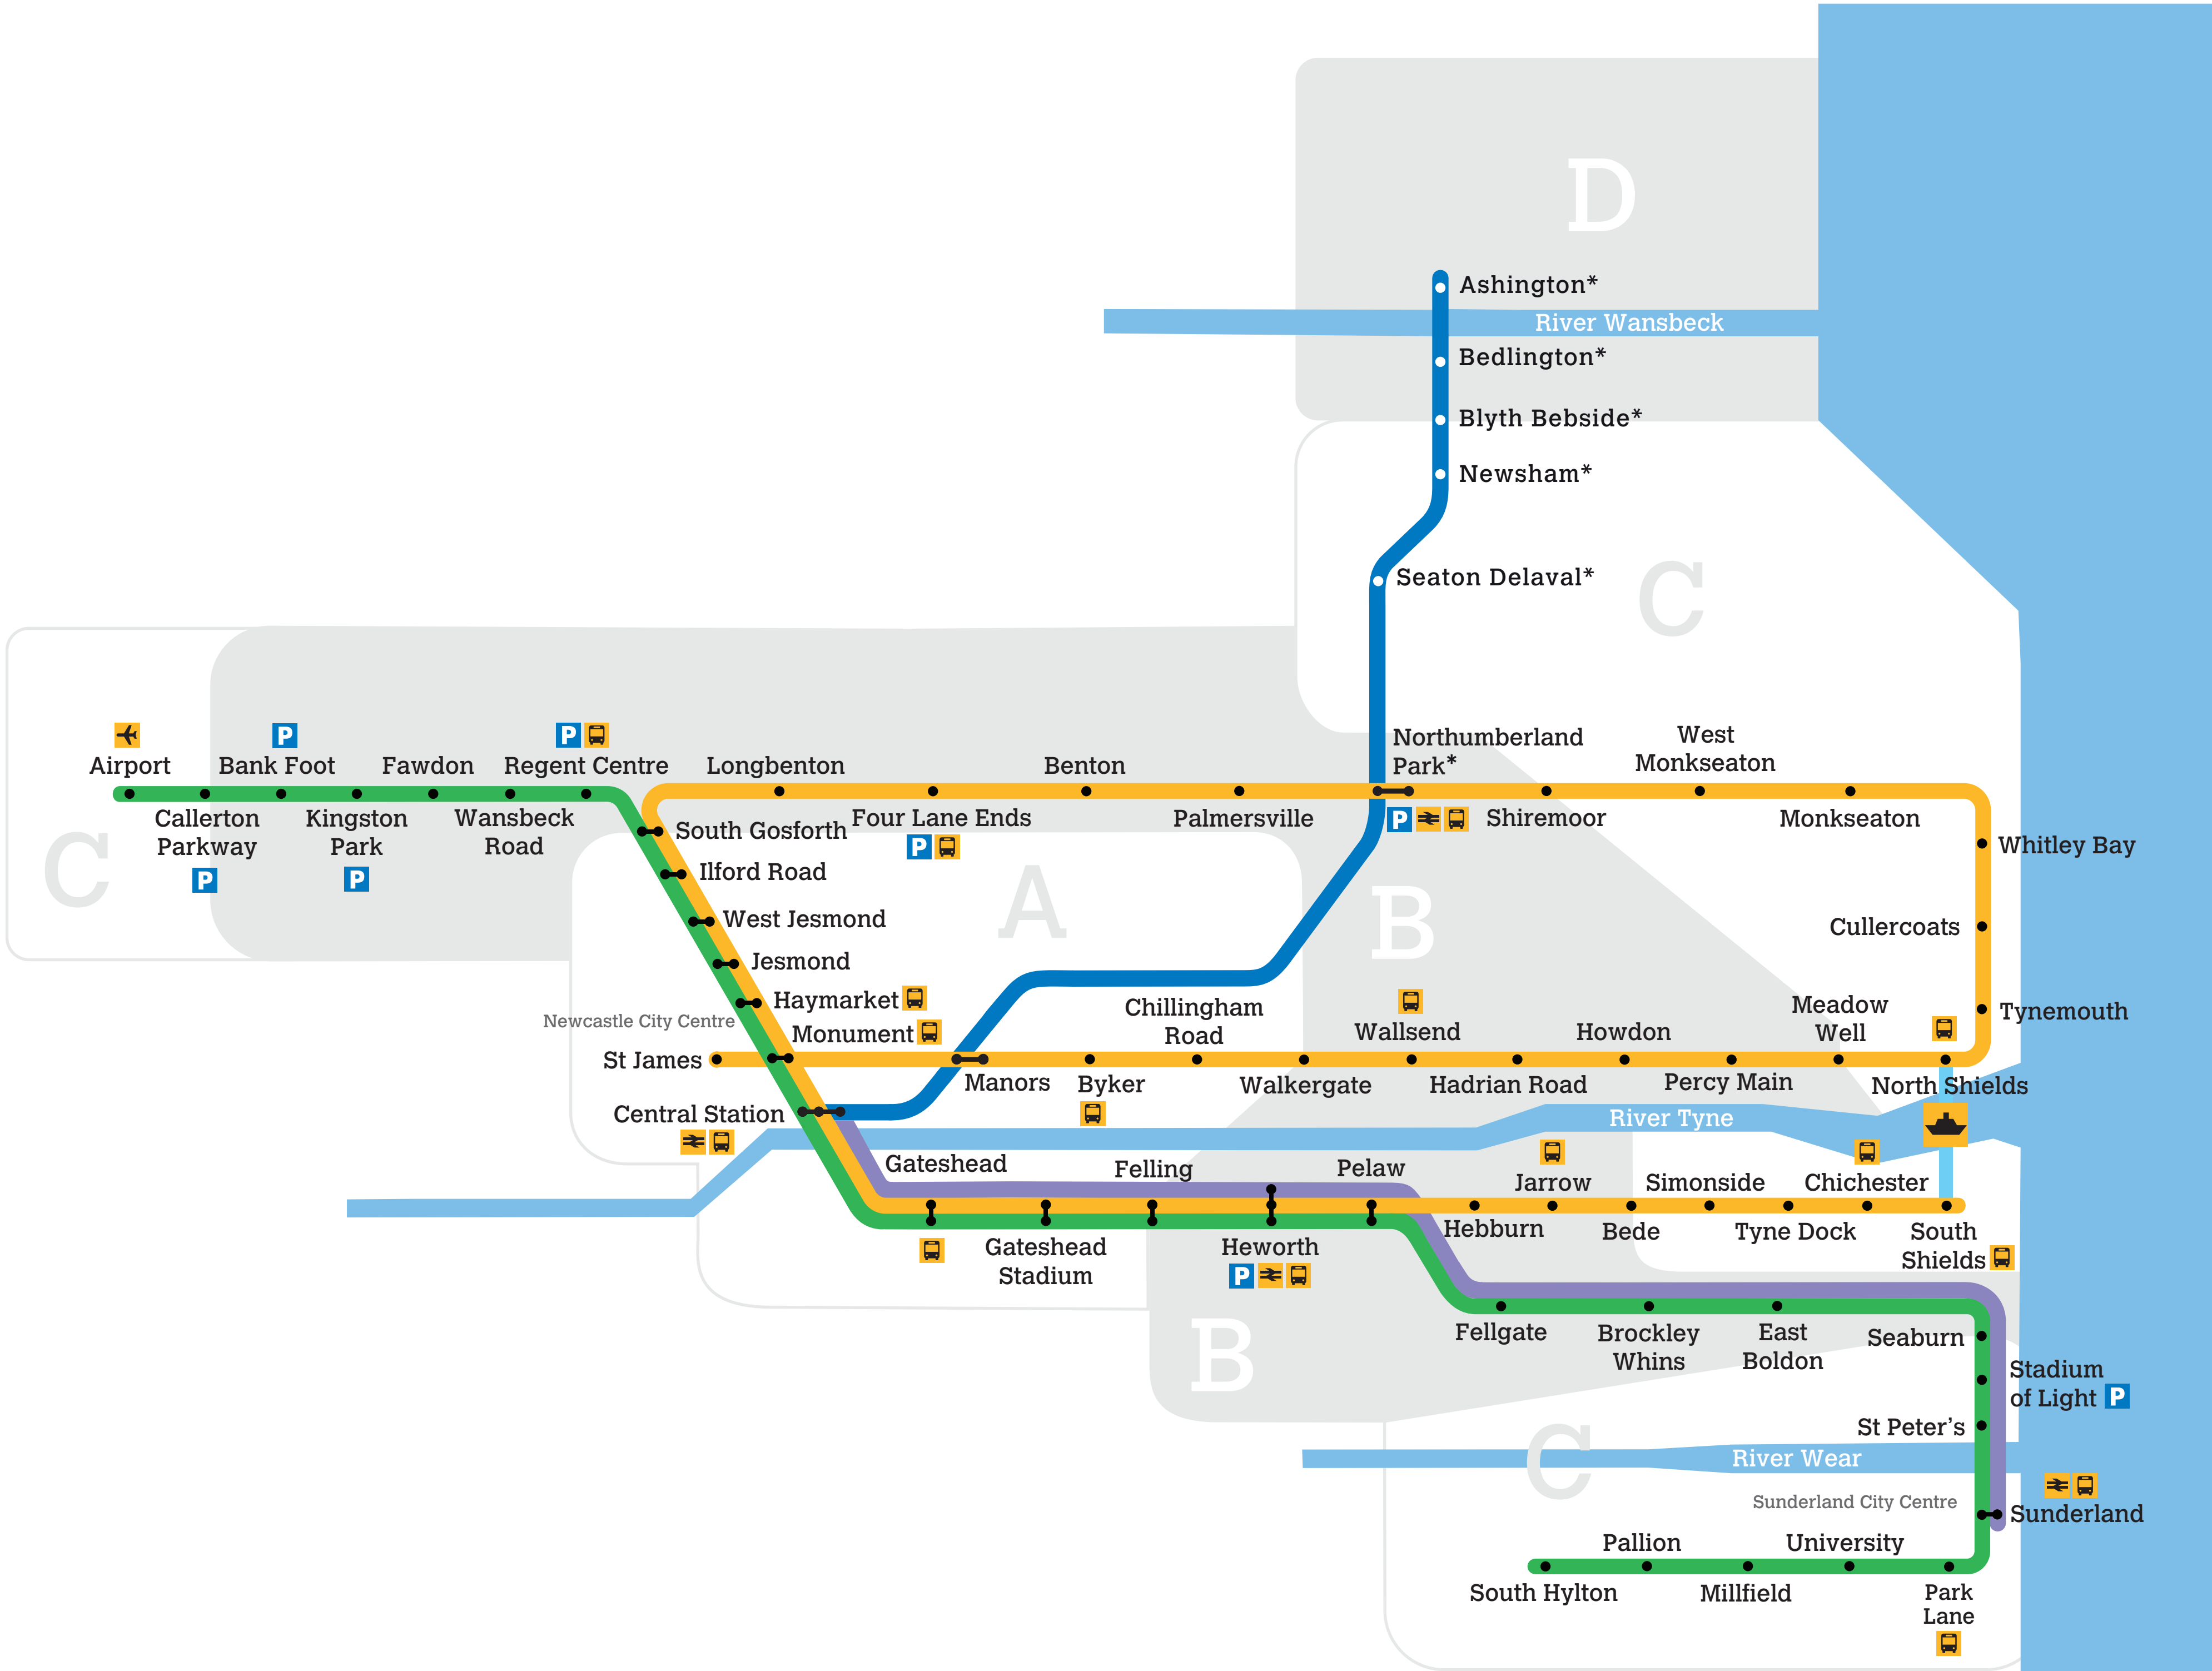 D
Ashington*
River Wansbeck
Bedlington*
Blyth Bebside*
Newsham*
Seaton Delaval*
C
Northumberland
Park*
West
Monkseaton
P
P
Airport
Bank Foot
Fawdon
Regent Centre
Longbenton
Benton
Callerton
Parkway
Kingston
Park
Wansbeck
Road
South Gosforth
Four Lane Ends
Palmersville
P
Shiremoor
Monkseaton
P
Whitley Bay
C
P
P
Ilford Road
A
B
West Jesmond
Cullercoats
Jesmond
Haymarket
Newcastle City Centre
Monument
Chillingham
Road
Wallsend
Howdon
Meadow
Well
Tynemouth
St James
Manors
Byker
Walkergate
Hadrian Road
Percy Main
North Shields
Central Station
River Tyne
Gateshead
Felling
Pelaw
Jarrow
Simonside
Chichester
Hebburn
Bede
Tyne Dock
South
Shields
Gateshead
Stadium
Heworth
P
B
Fellgate
Brockley
Whins
East
Boldon
Seaburn
Stadium
of Light P
St Peter's
C
River Wear
Sunderland City Centre
Sunderland
Pallion
University
South Hylton
Millfield
Park
Lane